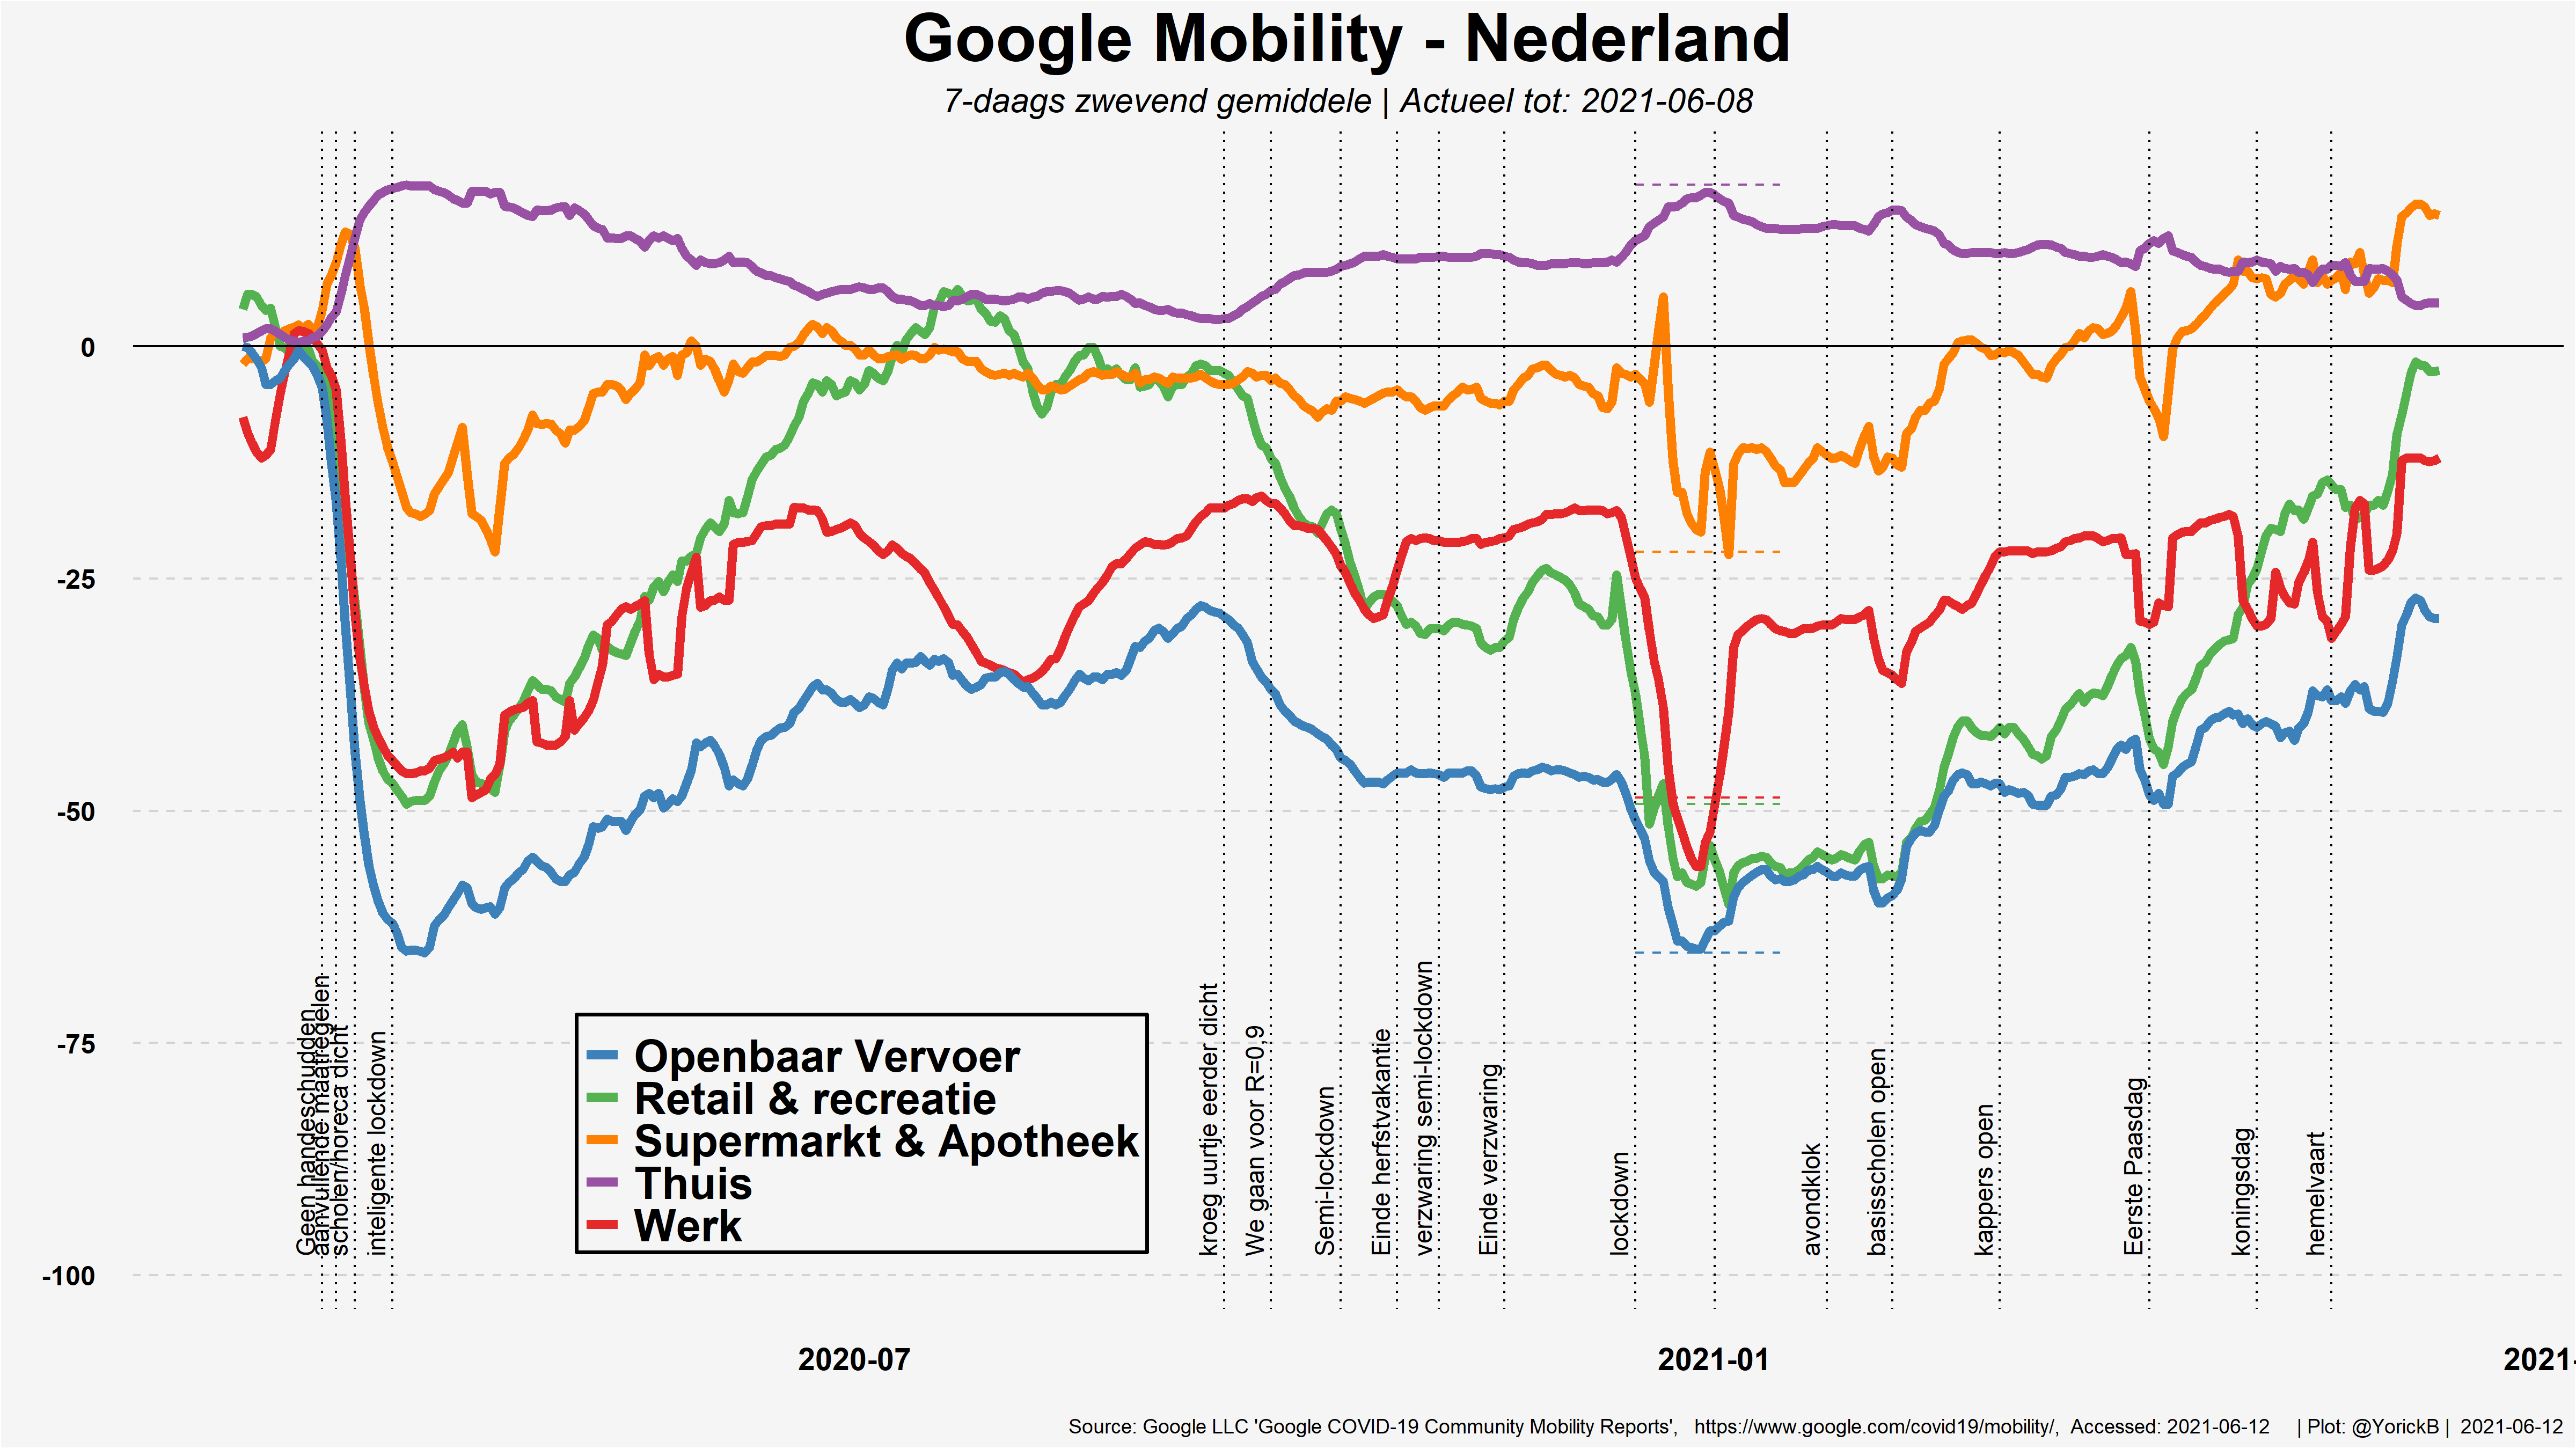 Google Mobility - Nederland
7-daags zwevend gemiddele | Actueel tot: 2021-06-08
0
-25
-50
-75
-100
Geen handeschudden
aanvullende maatregelen
scholen/horeca dicht
inteligente lockdown
kroeg uurtje eerder dicht
We gaan voor R=0,9
Semi-lockdown
Einde herfstvakantie
verzwaring semi-lockdown
Einde verzwaring
lockdown
avondklok
basisscholen open
kappers open
Eerste Paasdag
koningsdag
hemelvaart
Openbaar Vervoer
Retail & recreatie
Supermarkt & Apotheek
Thuis
Werk
2020-07
2021-01
2021-
Source: Google LLC 'Google COVID-19 Community Mobility Reports', https://www.google.com/covid19/mobility/, Accessed: 2021-06-12 | Plot: @YorickB | 2021-06-12